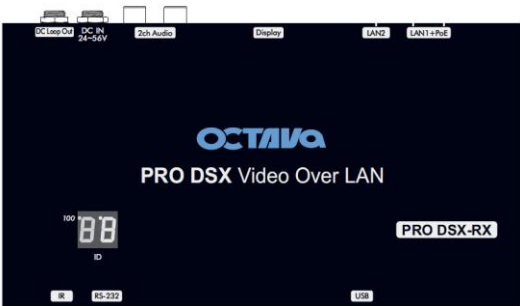 DC Loop Out
DC IN
24~56V
2ch Audio
Display
LAN2
LAN1+PoE
OCTAVA
PRO DSX Video Over LAN
100
88
ID
PRO DSX-RX
IR
RS-232
USB